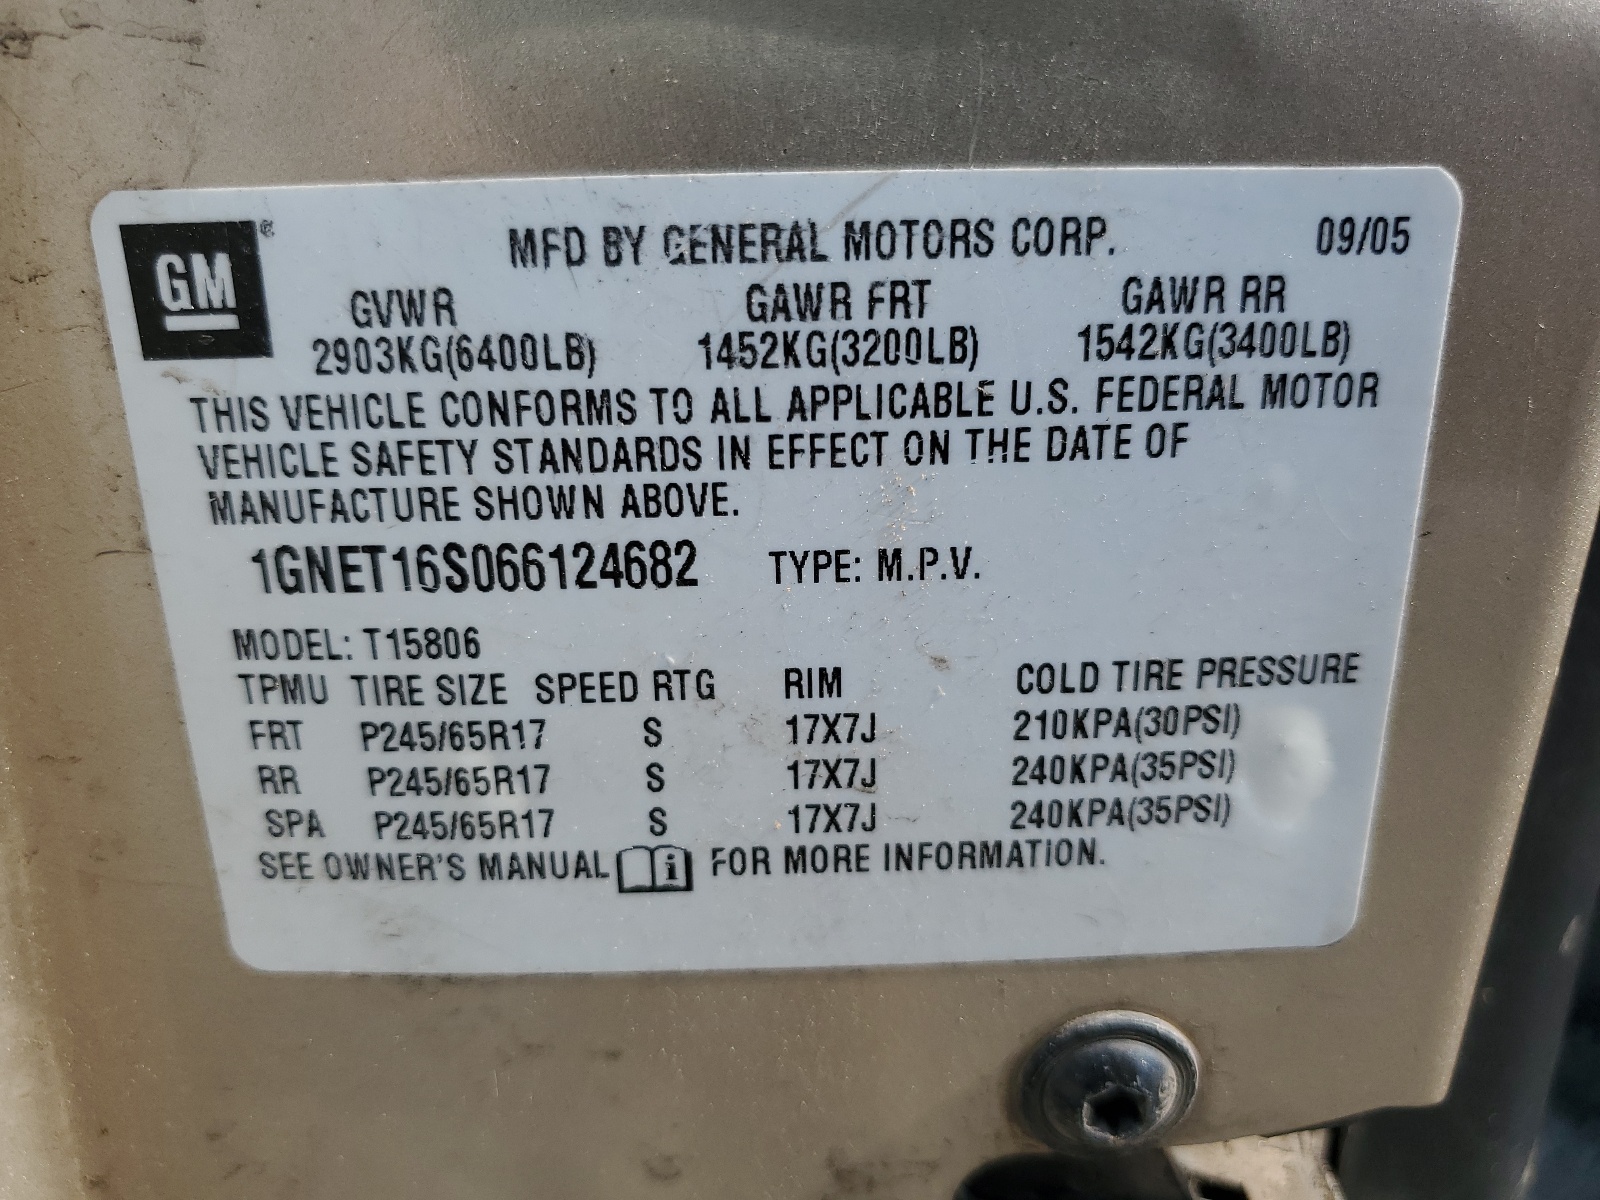 GM® MFD BY GENERAL MOTORS CORP. 09/05
GVWR GAWR FRT GAWR RR
2903KG(6400LB) 1452KG(3200LB) 1542KG(3400LB)
THIS VEHICLE CONFORMS TO ALL APPLICABLE U.S. FEDERAL MOTOR
VEHICLE SAFETY STANDARDS IN EFFECT ON THE DATE OF
MANUFACTURE SHOWN ABOVE.
1GNET16S066124682 TYPE: M.P.V.
MODEL: T15806
TPMU TIRE SIZE SPEED RTG RIM COLD TIRE PRESSURE
FRT P245/65R17 S 17X7J 210KPA(30PSI)
RR P245/65R17 S 17X7J 240KPA(35PSI)
SPA P245/65R17 S 17X7J 240KPA(35PSI)
SEE OWNER'S MANUAL i FOR MORE INFORMATION.